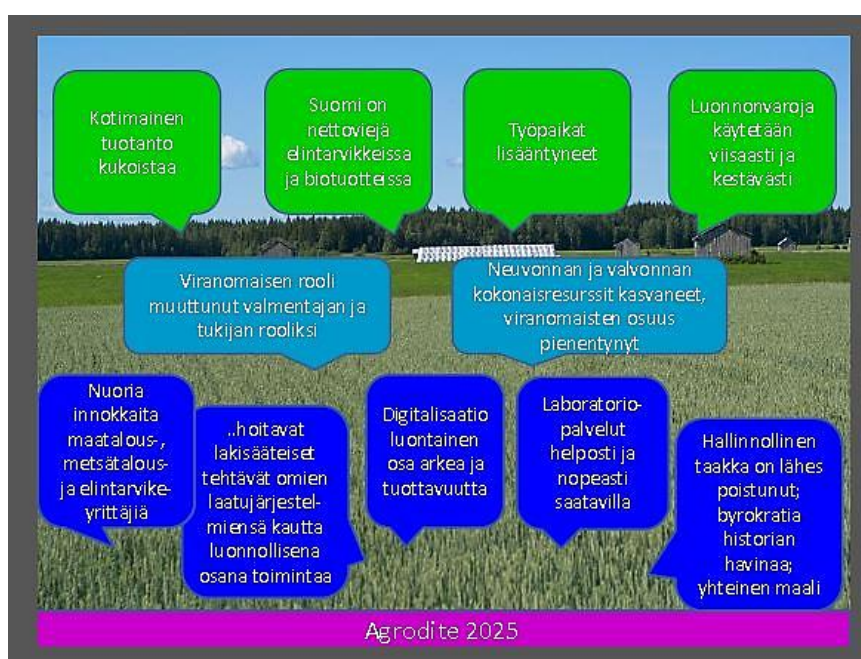 Kotimainen
tuotanto
kukoistaa
Suomi on
nettoviejä
elintarvikkeissa
ja biotuotteissa
Työpaikat
lisääntyneet
Luonnonvaroja
käytetään
viisaasti ja
kestävästi
Viranomaisen rooli
muuttunut valmentajan ja
tukijan rooliksi
Neuvonnan ja valvonnan
kokonaisresurssit kasvaneet,
viranomaisten osuus
pienentynyt
Nuoria
innokkaita
maatalous-,
metsätalous-
ja elintarvike-
yrittäjiä
..hoitavat
lakisääteiset
tehtävät omien
laatujärjestel-
miensä kautta
luonnollisena
osana toimintaa
Digitalisaatio
luontainen
osa arkea ja
tuottavuutta
Laboratorio-
palvelut
helposti ja
nopeasti
saatavilla
Hallinnollinen
taakka on lähes
poistunut;
byrokratia
historian
havinaa;
yhteinen maali
Agrodite 2025